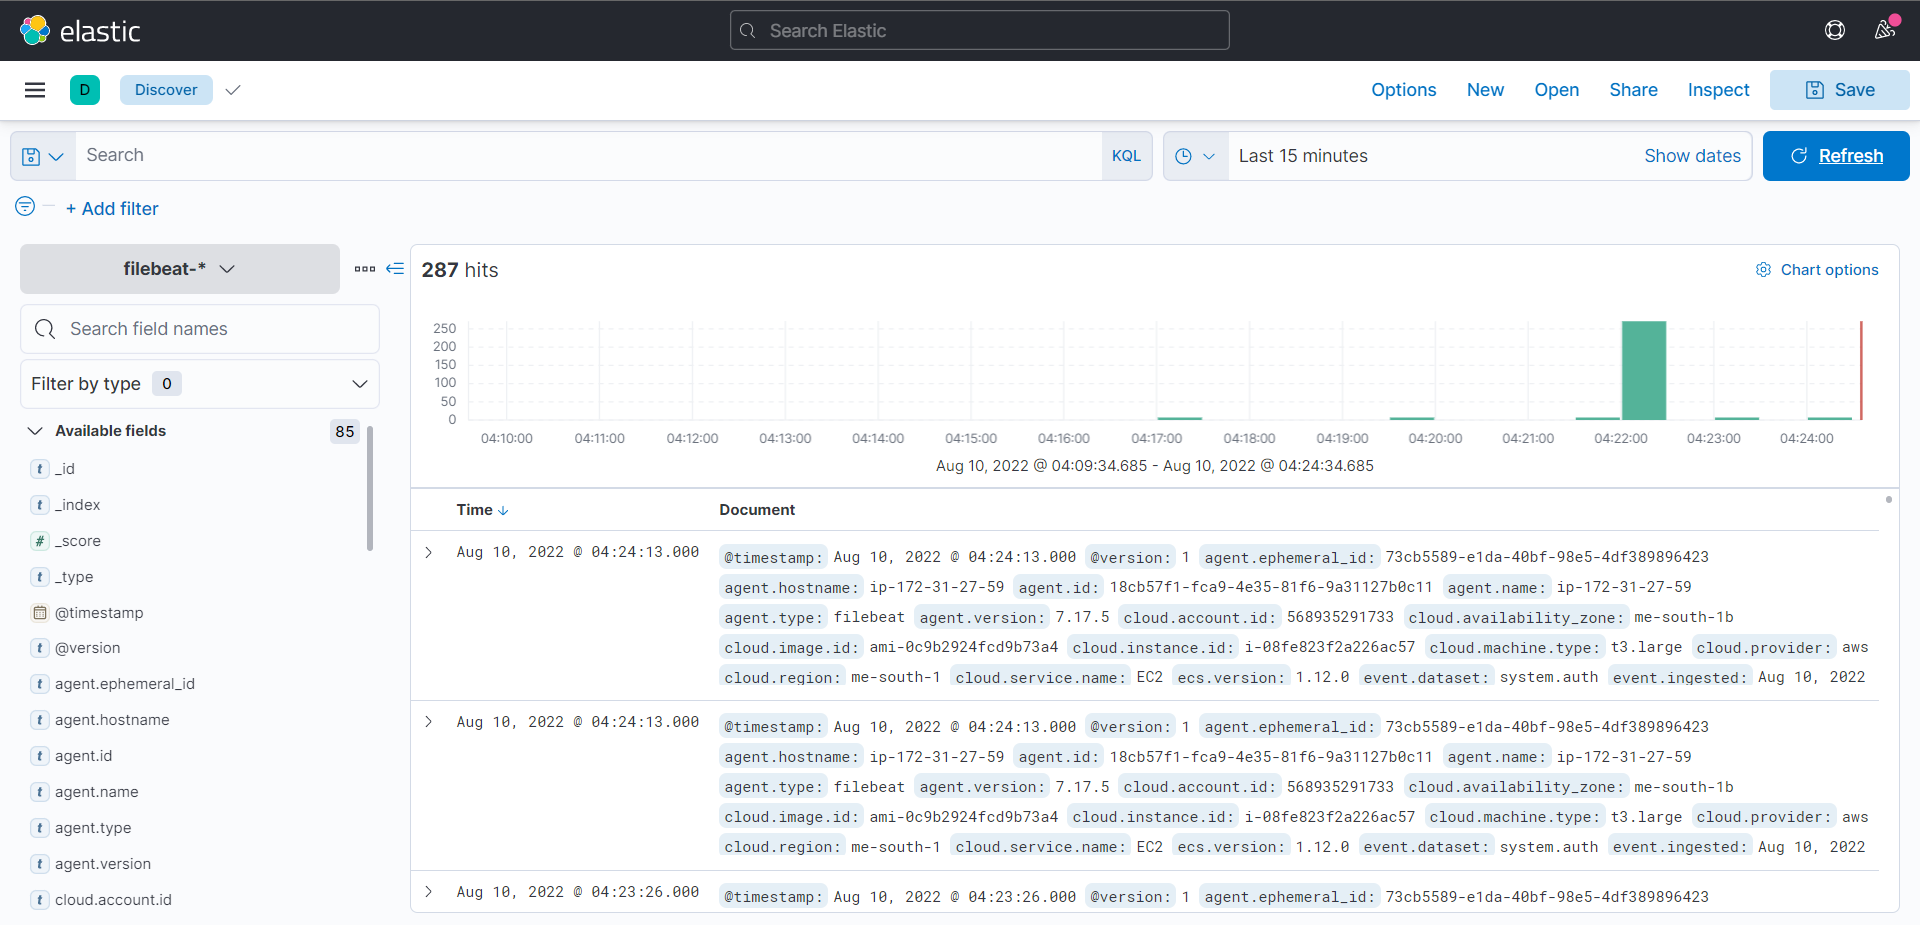 elastic
Search Elastic
D Discover Options New Open Share Inspect Save
Search KQL Last 15 minutes Show dates Refresh
+ Add filter
filebeat-*
Search field names
Filter by type 0
Available fields 85
t _id
t _index
# _score
t _type
@timestamp
t @version
t agent.ephemeral_id
t agent.hostname
t agent.id
t agent.name
t agent.type
t agent.version
t cloud.account.id
287 hits Chart options
250
200
150
100
50
0
04:10:00 04:11:00 04:12:00 04:13:00 04:14:00 04:15:00 04:16:00 04:17:00 04:18:00 04:19:00 04:20:00 04:21:00 04:22:00 04:23:00 04:24:00
Aug 10, 2022 @ 04:09:34.685 - Aug 10, 2022 @ 04:24:34.685
Time Document
Aug 10, 2022 @ 04:24:13.000 @timestamp: Aug 10, 2022 @ 04:24:13.000 @version: 1 agent.ephemeral_id: 73cb5589-e1da-40bf-98e5-4df389896423
agent.hostname: ip-172-31-27-59 agent.id: 18cb57f1-fca9-4e35-81f6-9a31127b0c11 agent.name: ip-172-31-27-59
agent.type: filebeat agent.version: 7.17.5 cloud.account.id: 568935291733 cloud.availability_zone: me-south-1b
cloud.image.id: ami-0c9b2924fcd9b73a4 cloud.instance.id: i-08fe823f2a226ac57 cloud.machine.type: t3.large cloud.provider: aws
cloud.region: me-south-1 cloud.service.name: EC2 ecs.version: 1.12.0 event.dataset: system.auth event.ingested: Aug 10, 2022
Aug 10, 2022 @ 04:24:13.000 @timestamp: Aug 10, 2022 @ 04:24:13.000 @version: 1 agent.ephemeral_id: 73cb5589-e1da-40bf-98e5-4df389896423
agent.hostname: ip-172-31-27-59 agent.id: 18cb57f1-fca9-4e35-81f6-9a31127b0c11 agent.name: ip-172-31-27-59
agent.type: filebeat agent.version: 7.17.5 cloud.account.id: 568935291733 cloud.availability_zone: me-south-1b
cloud.image.id: ami-0c9b2924fcd9b73a4 cloud.instance.id: i-08fe823f2a226ac57 cloud.machine.type: t3.large cloud.provider: aws
cloud.region: me-south-1 cloud.service.name: EC2 ecs.version: 1.12.0 event.dataset: system.auth event.ingested: Aug 10, 2022
Aug 10, 2022 @ 04:23:26.000 @timestamp: Aug 10, 2022 @ 04:23:26.000 @version: 1 agent.ephemeral_id: 73cb5589-e1da-40bf-98e5-4df389896423